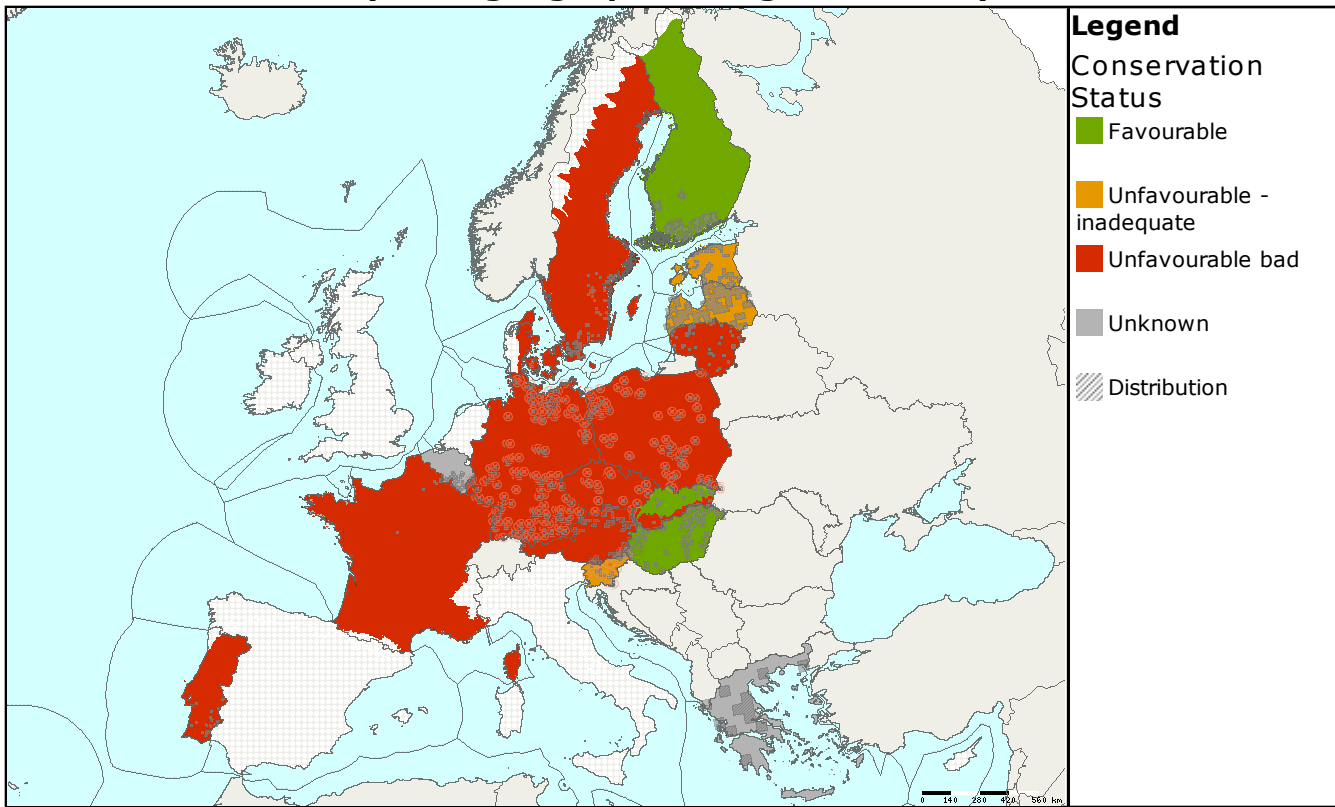 Legend
Conservation
Status
Favourable
Unfavourable -
inadequate
Unfavourable bad
Unknown
Distribution
0 140 280 420 560 km